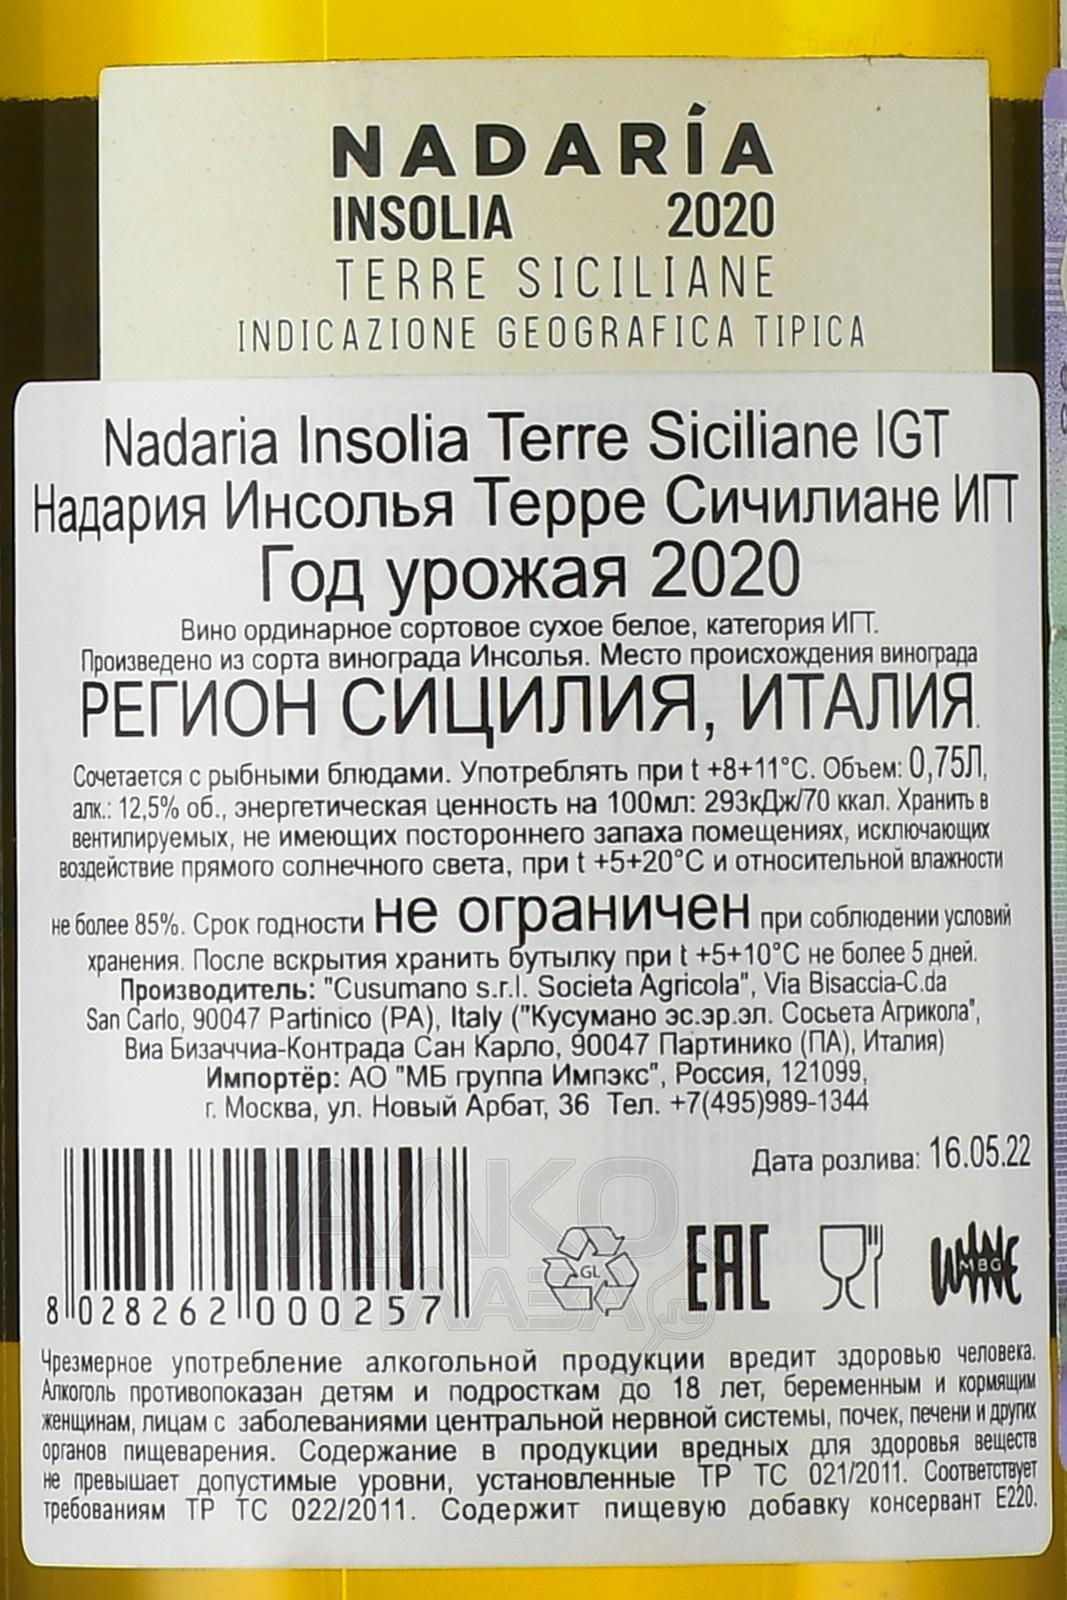 NADARÍA
INSOLIA 2020
TERRE SICILIANE
INDICAZIONE GEOGRAFICA TIPICA
Nadaria Insolia Terre Siciliane IGT
Надария Инсолья Терре Сичилиане ИГТ
Год урожая 2020
Вино ординарное сортовое сухое белое, категория ИГТ.
Произведено из сорта винограда Инсолья. Место происхождения винограда
РЕГИОН СИЦИЛИЯ, ИТАЛИЯ.
Сочетается с рыбными блюдами. Употреблять при t +8+11°C. Объем: 0,75Л,
алк.: 12,5% об., энергетическая ценность на 100мл: 293кДж/70 ккал. Хранить в
вентилируемых, не имеющих постороннего запаха помещениях, исключающих
воздействие прямого солнечного света, при t +5+20°C и относительной влажности
не более 85%. Срок годности не ограничен при соблюдении условий
хранения. После вскрытия хранить бутылку при t +5+10°C не более 5 дней.
Производитель: "Cusumano s.r.l. Societa Agricola", Via Bisaccia-C.da
San Carlo, 90047 Partinico (PA), Italy ("Кусумано эс.эр.эл. Сосьета Агрикола",
Виа Бизаччиа-Контрада Сан Карло, 90047 Партинико (ПА), Италия)
Импортёр: АО "МБ группа Импэкс", Россия, 121099,
г. Москва, ул. Новый Арбат, 36 Тел. +7(495)989-1344
Дата розлива: 16.05.22
8 028262 000257
GL
EAC
WINE
MBG
АЛКО
ПЛАЗА
.ru
Чрезмерное употребление алкогольной продукции вредит здоровью человека.
Алкоголь противопоказан детям и подросткам до 18 лет, беременным и кормящим
женщинам, лицам с заболеваниями центральной нервной системы, почек, печени и других
органов пищеварения. Содержание в продукции вредных для здоровья веществ
не превышает допустимые уровни, установленные ТР ТС 021/2011. Соответствует
требованиям ТР ТС 022/2011. Содержит пищевую добавку консервант Е220.